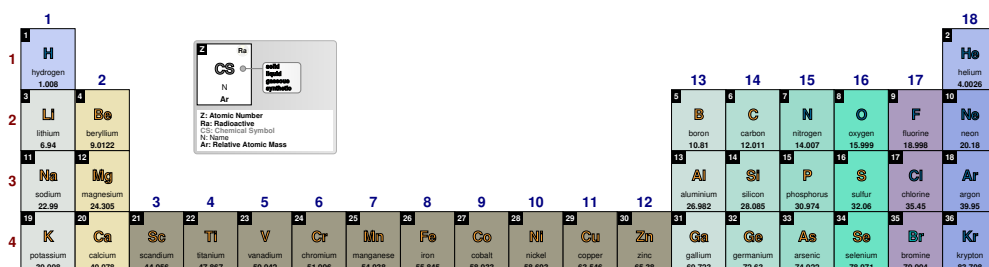 1 18
1 H hydrogen 1.008
2 He helium 4.0026
1
Z Ra
CS
N
Ar
solid
liquid
gaseous
synthetic
Z: Atomic Number
Ra: Radioactive
CS: Chemical Symbol
N: Name
Ar: Relative Atomic Mass
2 13 14 15 16 17
2
3 Li lithium 6.94
4 Be beryllium 9.0122
5 B boron 10.81
6 C carbon 12.011
7 N nitrogen 14.007
8 O oxygen 15.999
9 F fluorine 18.998
10 Ne neon 20.18
3
11 Na sodium 22.99
12 Mg magnesium 24.305
13 Al aluminium 26.982
14 Si silicon 28.085
15 P phosphorus 30.974
16 S sulfur 32.06
17 Cl chlorine 35.45
18 Ar argon 39.95
3 4 5 6 7 8 9 10 11 12
4
19 K potassium
20 Ca calcium
21 Sc scandium
22 Ti titanium
23 V vanadium
24 Cr chromium
25 Mn manganese
26 Fe iron
27 Co cobalt
28 Ni nickel
29 Cu copper
30 Zn zinc
31 Ga gallium
32 Ge germanium
33 As arsenic
34 Se selenium
35 Br bromine
36 Kr krypton